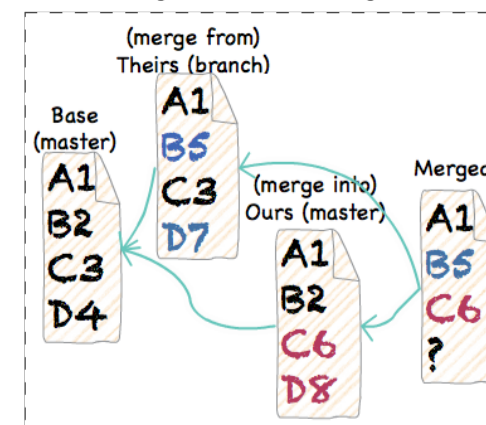 (merge from)
Theirs (branch)
A1
B5
C3
D7
Base
(master)
A1
B2
C3
D4
(merge into)
Ours (master)
A1
B2
C6
D8
Merged
A1
B5
C6
?